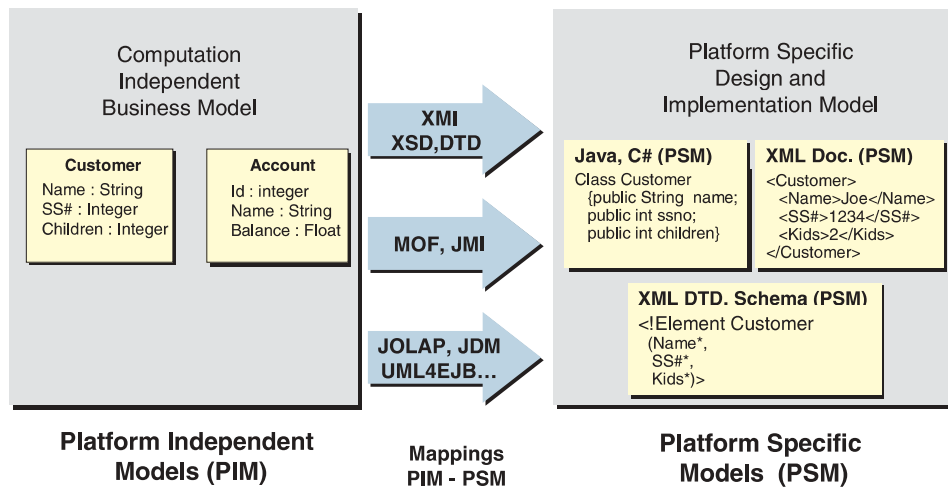 Computation
Independent
Business Model
Customer
Name : String
SS# : Integer
Children : Integer
Account
Id : integer
Name : String
Balance : Float
Platform Independent
Models (PIM)
XMI
XSD,DTD
MOF, JMI
JOLAP, JDM
UML4EJB...
Mappings
PIM - PSM
Platform Specific
Design and
Implementation Model
Java, C# (PSM)
Class Customer
{public String name;
public int ssno;
public int children}
XML Doc. (PSM)
<Customer>
<Name>Joe</Name>
<SS#>1234</SS#>
<Kids>2</Kids>
</Customer>
XML DTD. Schema (PSM)
<!Element Customer
(Name*,
SS#*,
Kids*)>
Platform Specific
Models (PSM)